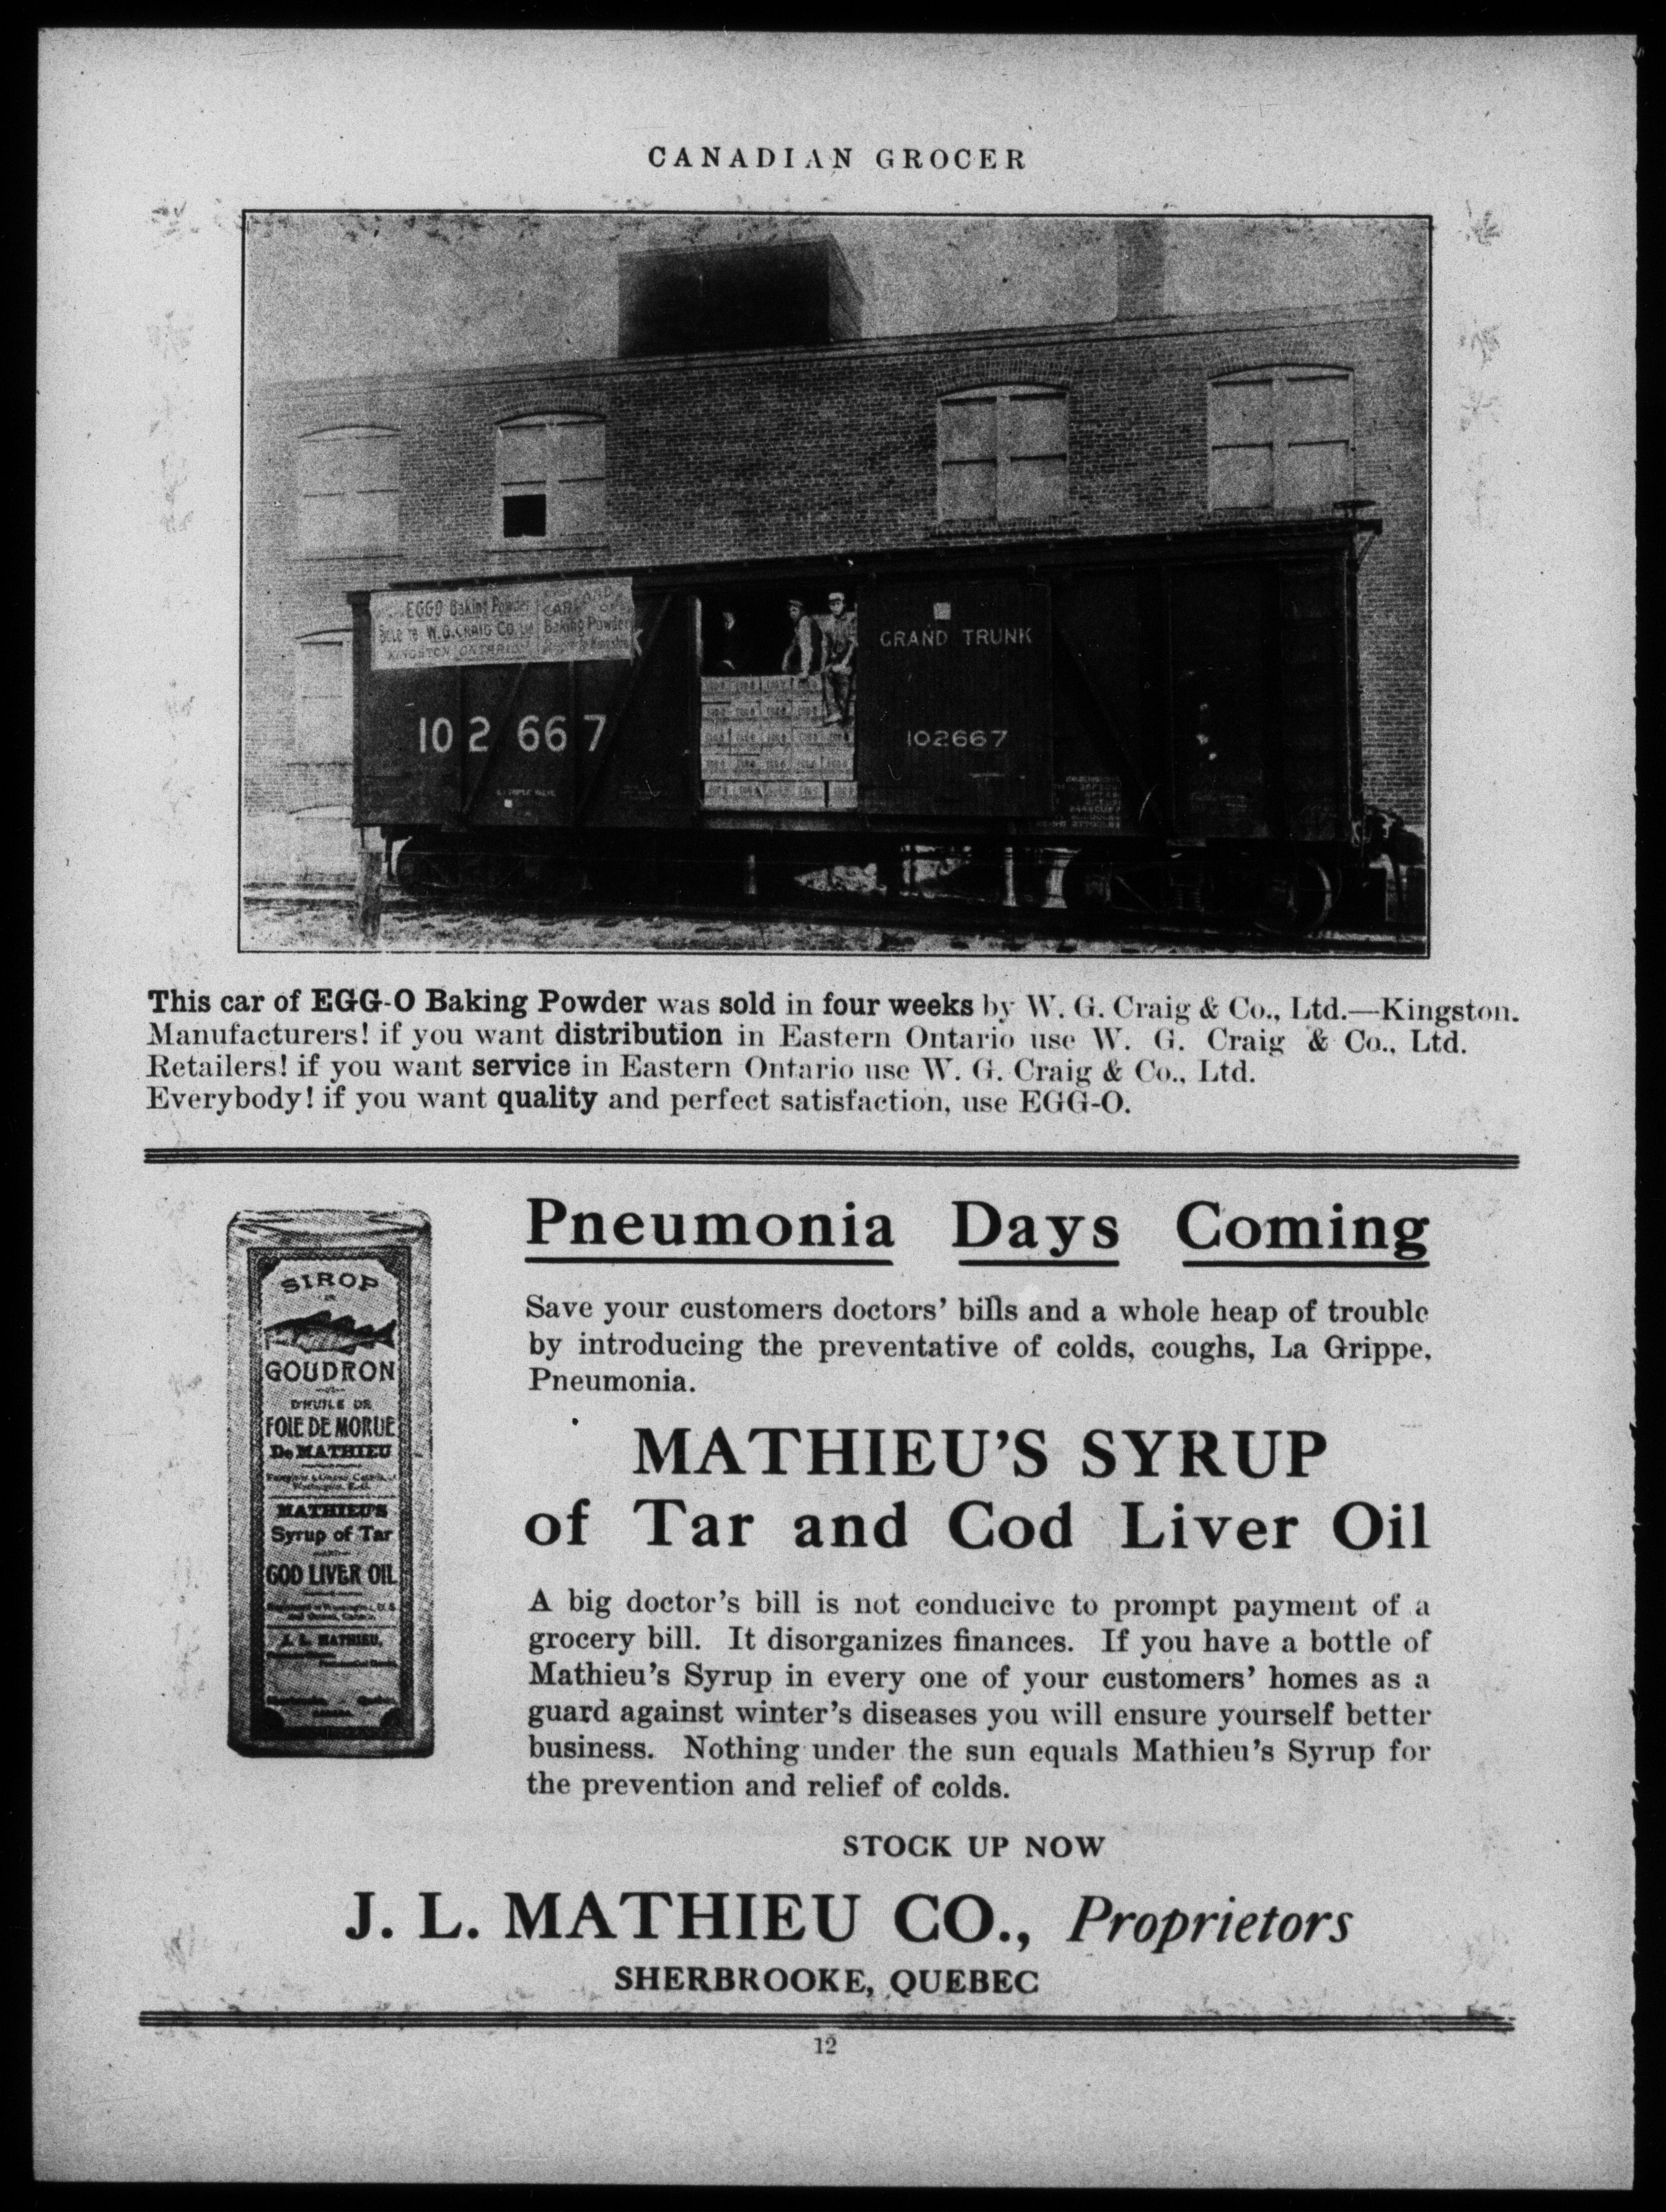 CANADIAN GROCER
EGGO Baking Powder
SOLD TO W.G. CRAIG CO. Ltd
KINGSTON ONTARIO
CAR OF
Baking Powder
GRAND TRUNK
102667
102667
This car of EGG-O Baking Powder was sold in four weeks by W. G. Craig & Co., Ltd.—Kingston.
Manufacturers! if you want distribution in Eastern Ontario use W. G. Craig & Co., Ltd.
Retailers! if you want service in Eastern Ontario use W. G. Craig & Co., Ltd.
Everybody! if you want quality and perfect satisfaction, use EGG-O.
SIROP
GOUDRON
D'HUILE DE
FOIE DE MORUE
De MATHIEU
MATHIEU'S
Syrup of Tar
COD LIVER OIL
J. L. MATHIEU,
Pneumonia Days Coming
Save your customers doctors' bills and a whole heap of trouble
by introducing the preventative of colds, coughs, La Grippe,
Pneumonia.
MATHIEU'S SYRUP
of Tar and Cod Liver Oil
A big doctor's bill is not conducive to prompt payment of a
grocery bill. It disorganizes finances. If you have a bottle of
Mathieu's Syrup in every one of your customers' homes as a
guard against winter's diseases you will ensure yourself better
business. Nothing under the sun equals Mathieu's Syrup for
the prevention and relief of colds.
STOCK UP NOW
J. L. MATHIEU CO., Proprietors
SHERBROOKE, QUEBEC
12